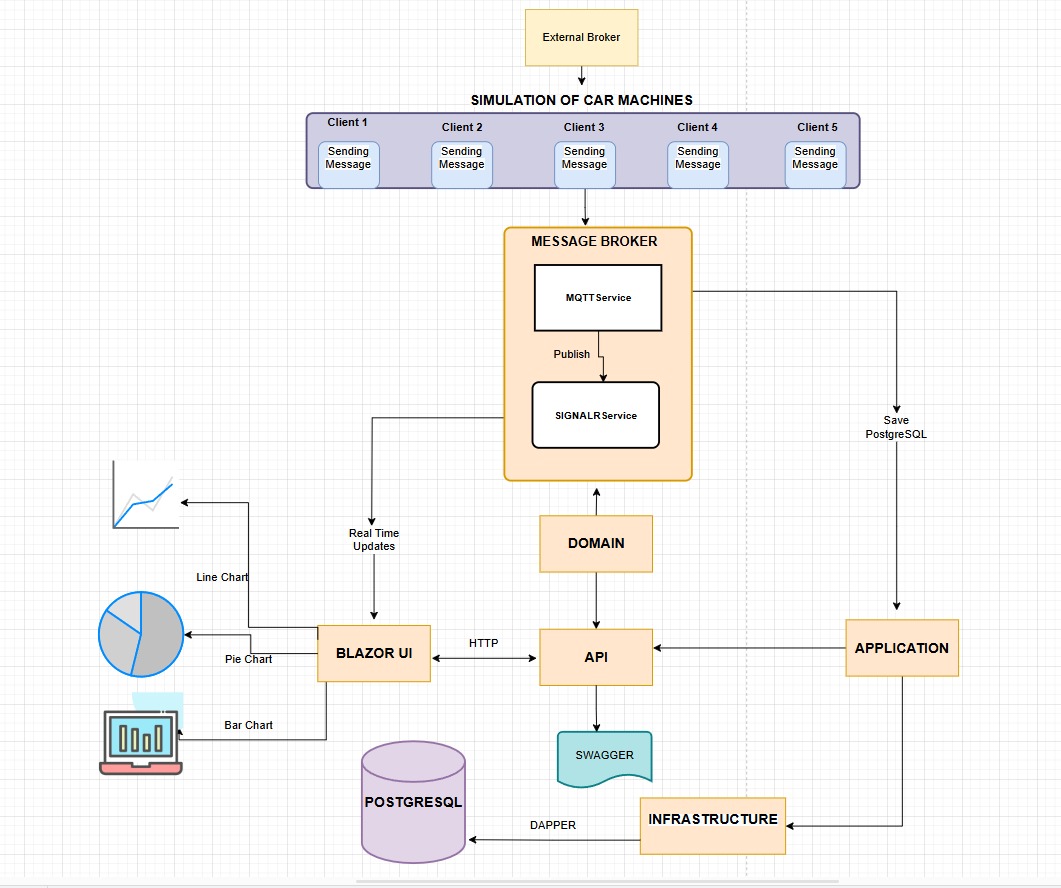 External Broker
SIMULATION OF CAR MACHINES
Client 1
Client 2
Client 3
Client 4
Client 5
Sending
Message
Sending
Message
Sending
Message
Sending
Message
Sending
Message
MESSAGE BROKER
MQTT Service
Publish
SIGNALR Service
Save
PostgreSQL
Real Time
Updates
DOMAIN
Line Chart
Pie Chart
BLAZOR UI
HTTP
API
APPLICATION
Bar Chart
SWAGGER
POSTGRESQL
DAPPER
INFRASTRUCTURE